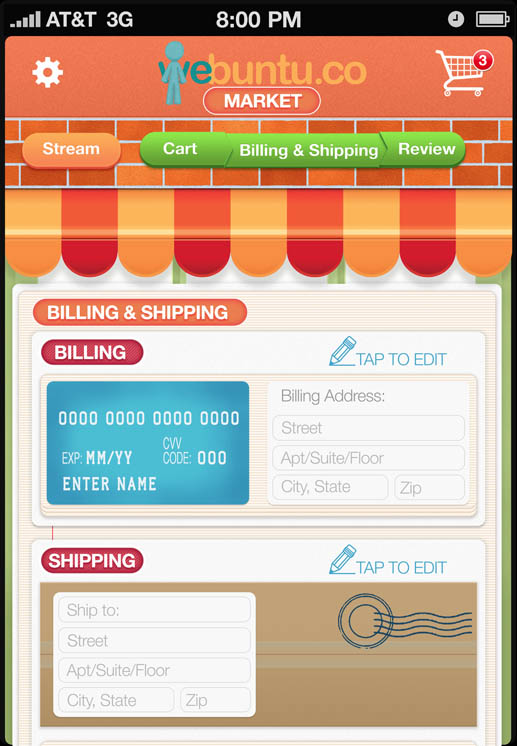 AT&T 3G 8:00 PM
webuntu.co
3
MARKET
Stream Cart Billing & Shipping Review
BILLING & SHIPPING
BILLING TAP TO EDIT
0000 0000 0000 0000
EXP: MM/YY CVV CODE: 000
ENTER NAME
Billing Address:
Street
Apt/Suite/Floor
City, State Zip
SHIPPING TAP TO EDIT
Ship to:
Street
Apt/Suite/Floor
City, State Zip